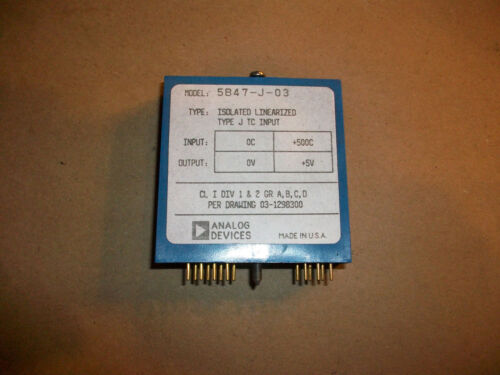 MODEL: 5B47-J-03
TYPE: ISOLATED LINEARIZED
TYPE J TC INPUT
INPUT: 0C +500C
OUTPUT: 0V +5V
CL I DIV 1 & 2 GR A,B,C,D
PER DRAWING 03-1298300
ANALOG
DEVICES
MADE IN U.S.A.